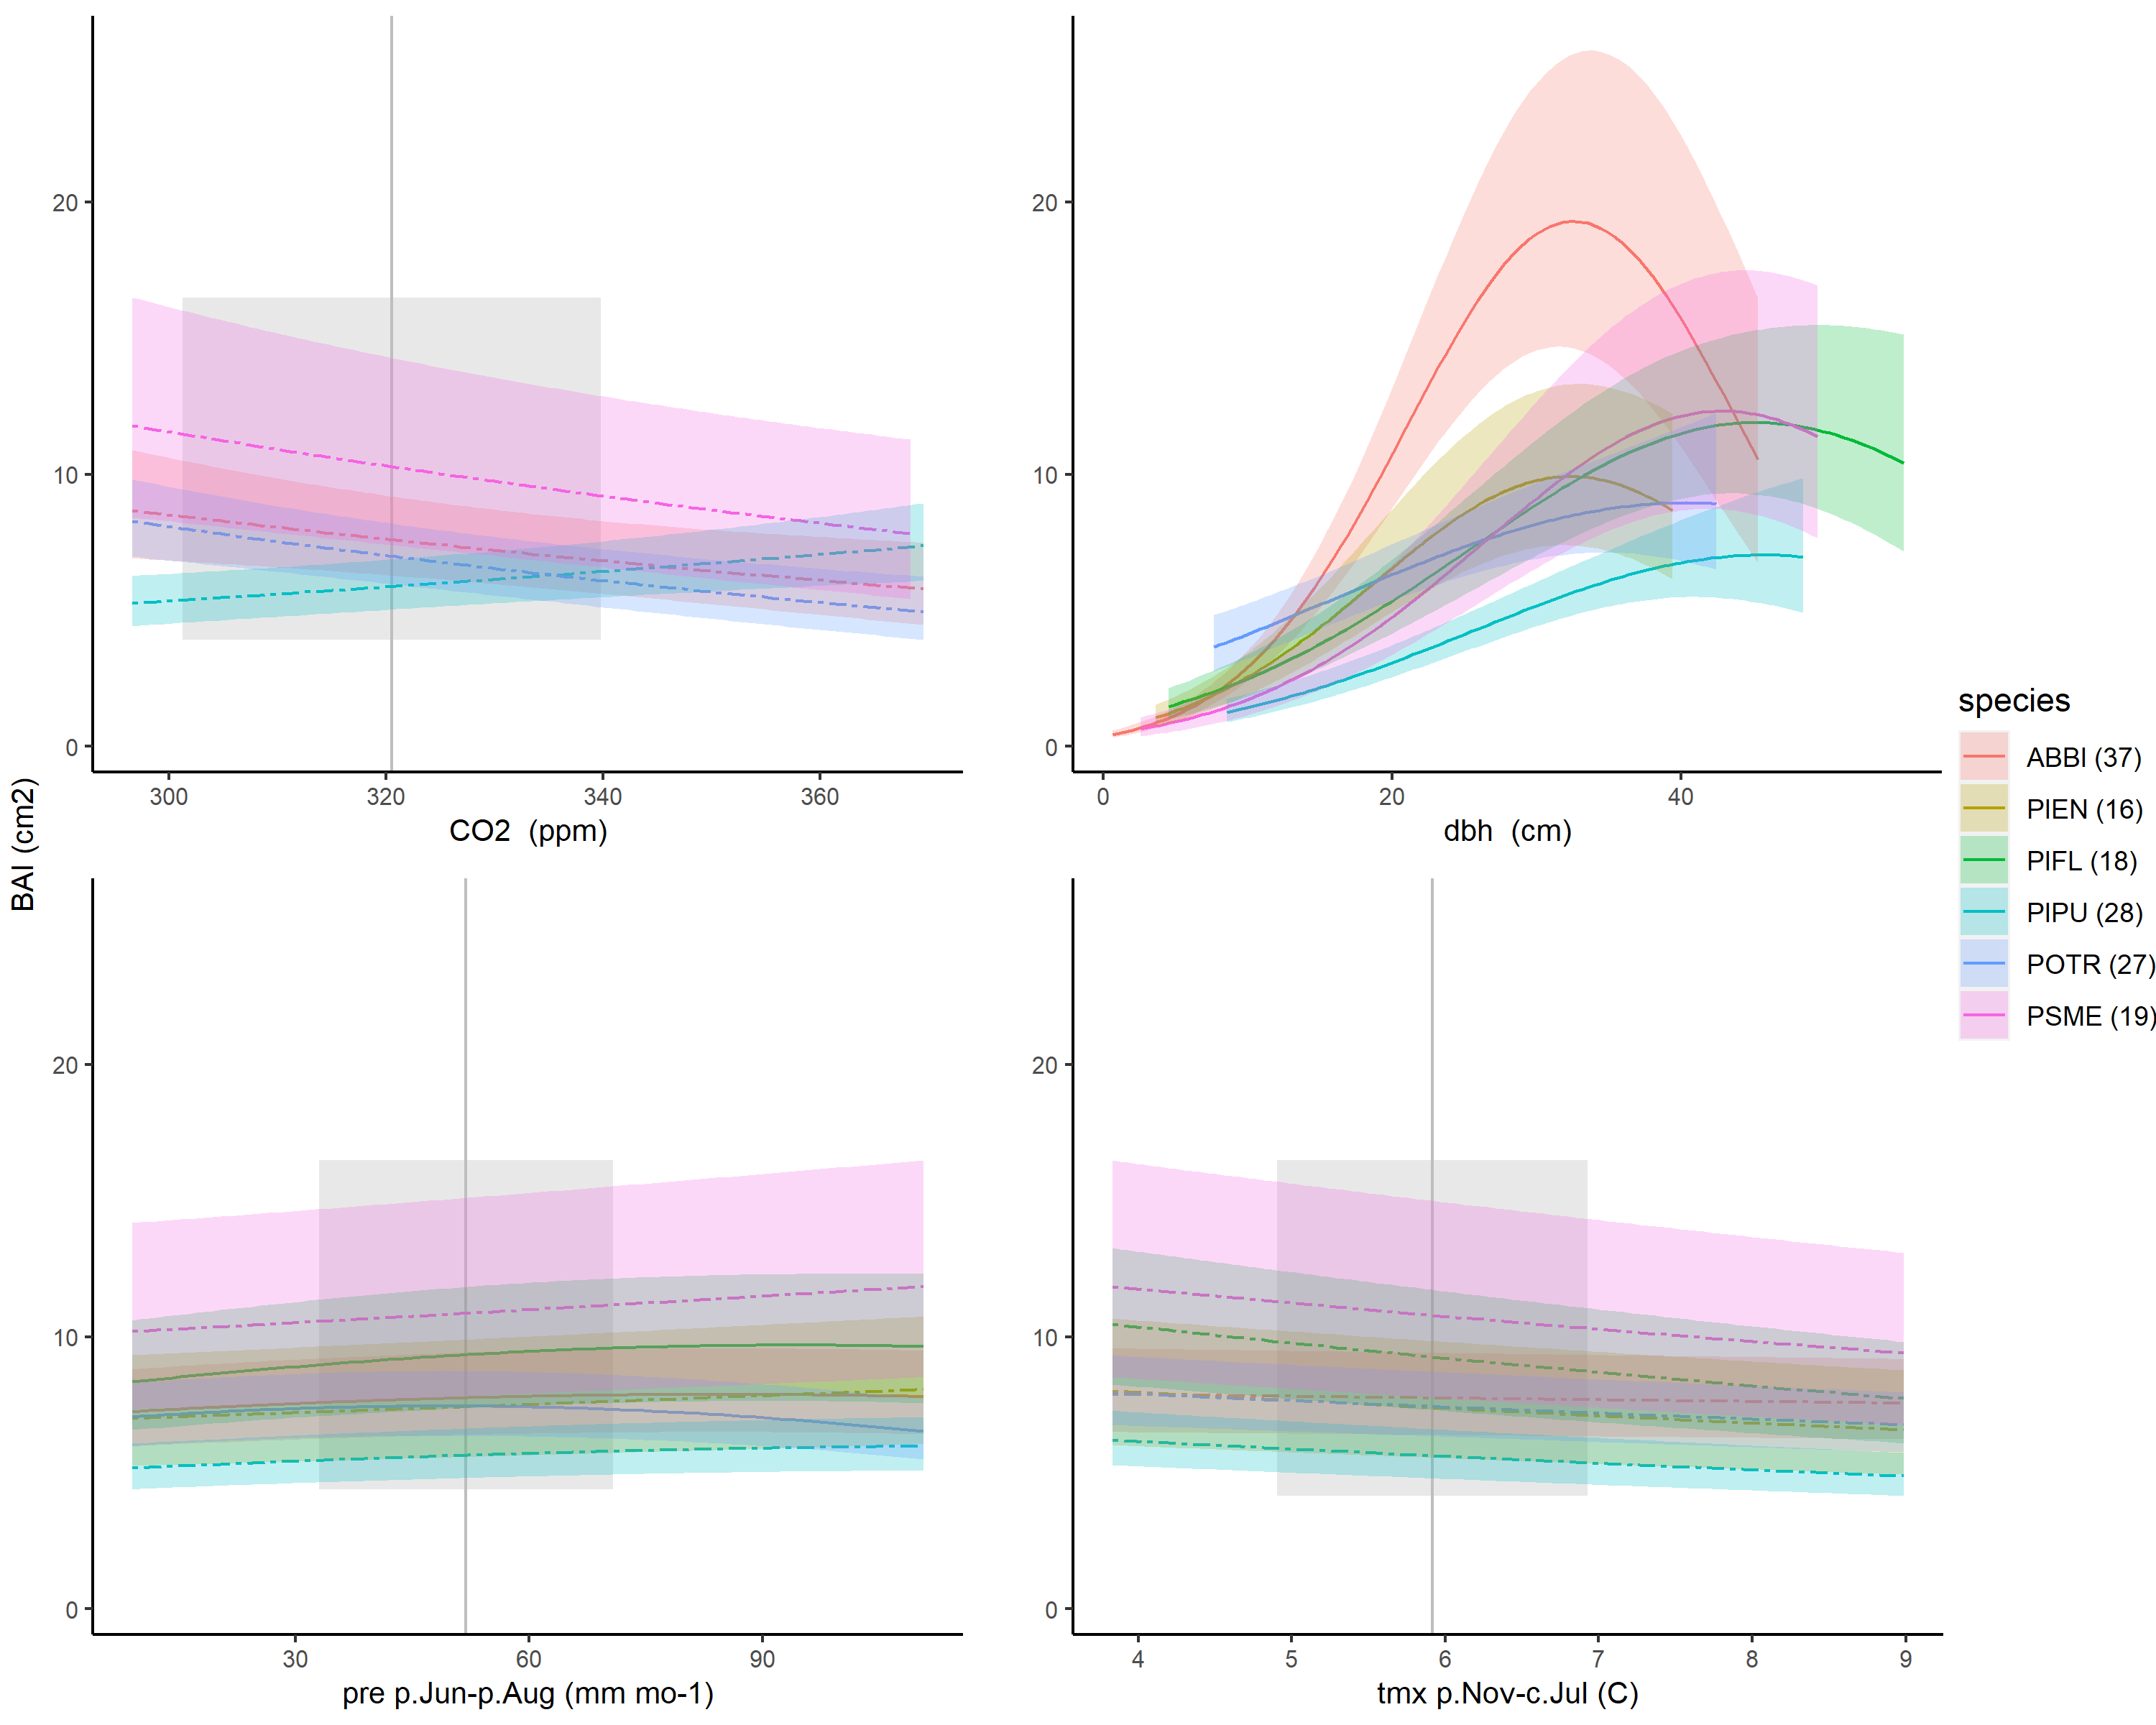 20
10
0
300 320 340 360
CO2 (ppm)
20
10
0
0 20 40
dbh (cm)
BAI (cm2)
20
10
0
30 60 90
pre p.Jun-p.Aug (mm mo-1)
20
10
0
4 5 6 7 8 9
tmx p.Nov-c.Jul (C)
species
ABBI (37)
PIEN (16)
PIFL (18)
PIPU (28)
POTR (27)
PSME (19)